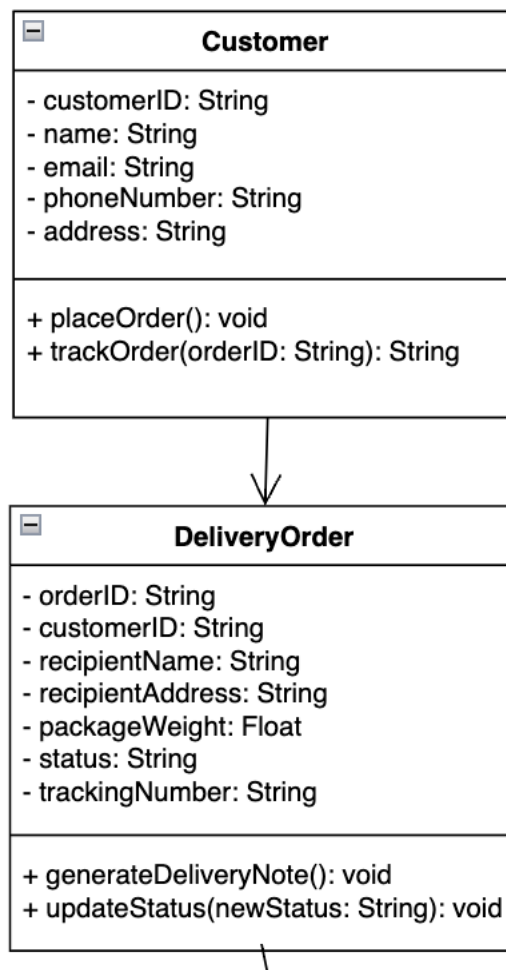 Customer
- customerID: String
- name: String
- email: String
- phoneNumber: String
- address: String
+ placeOrder(): void
+ trackOrder(orderID: String): String
DeliveryOrder
- orderID: String
- customerID: String
- recipientName: String
- recipientAddress: String
- packageWeight: Float
- status: String
- trackingNumber: String
+ generateDeliveryNote(): void
+ updateStatus(newStatus: String): void